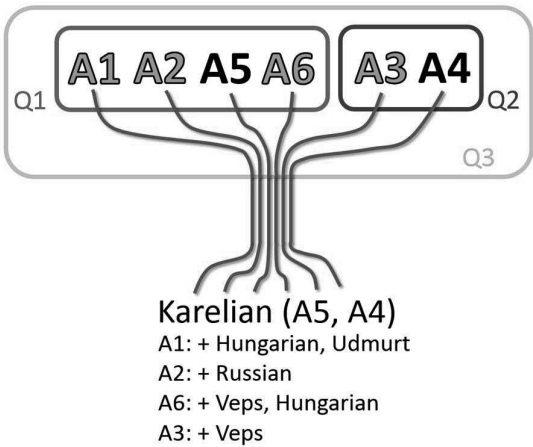 A1 A2 A5 A6 A3 A4
Q1
Q2
Q3
Karelian (A5, A4)
A1: + Hungarian, Udmurt
A2: + Russian
A6: + Veps, Hungarian
A3: + Veps